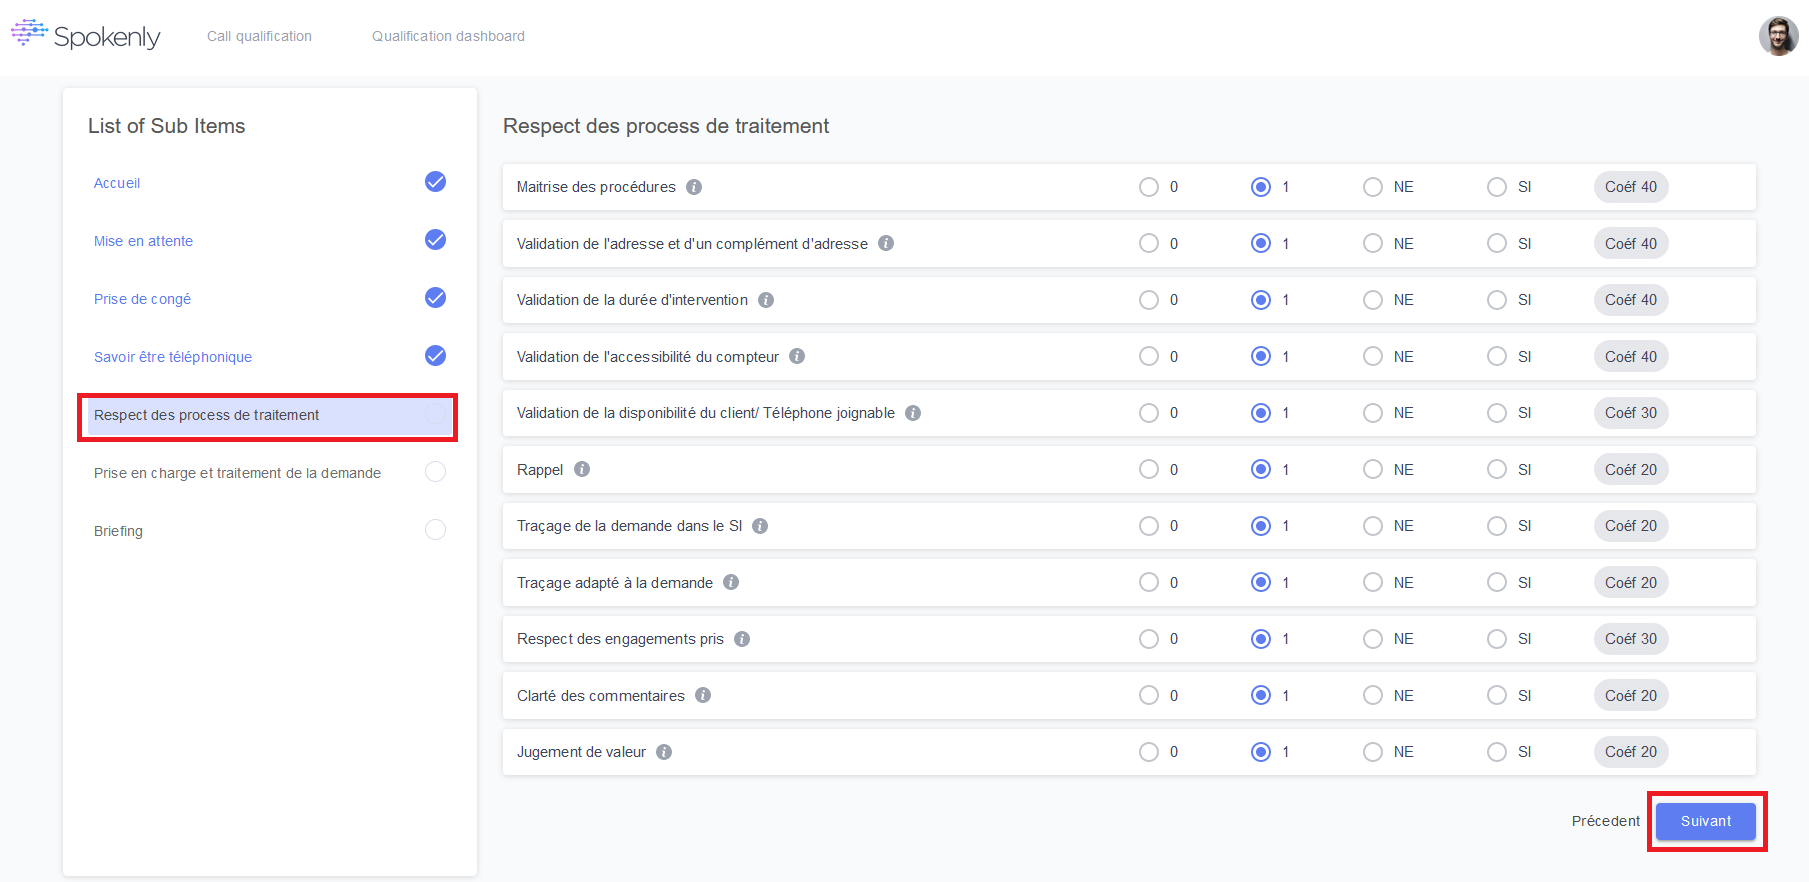 Spokenly
Call qualification
Qualification dashboard
List of Sub Items
Accueil
Mise en attente
Prise de congé
Savoir être téléphonique
Respect des process de traitement
Prise en charge et traitement de la demande
Briefing
Respect des process de traitement
Maitrise des procédures i 0 1 NE SI Coéf 40
Validation de l'adresse et d'un complément d'adresse i 0 1 NE SI Coéf 40
Validation de la durée d'intervention i 0 1 NE SI Coéf 40
Validation de l'accessibilité du compteur i 0 1 NE SI Coéf 40
Validation de la disponibilité du client/ Téléphone joignable i 0 1 NE SI Coéf 30
Rappel i 0 1 NE SI Coéf 20
Traçage de la demande dans le SI i 0 1 NE SI Coéf 20
Traçage adapté à la demande i 0 1 NE SI Coéf 20
Respect des engagements pris i 0 1 NE SI Coéf 30
Clarté des commentaires i 0 1 NE SI Coéf 20
Jugement de valeur i 0 1 NE SI Coéf 20
Précedent Suivant